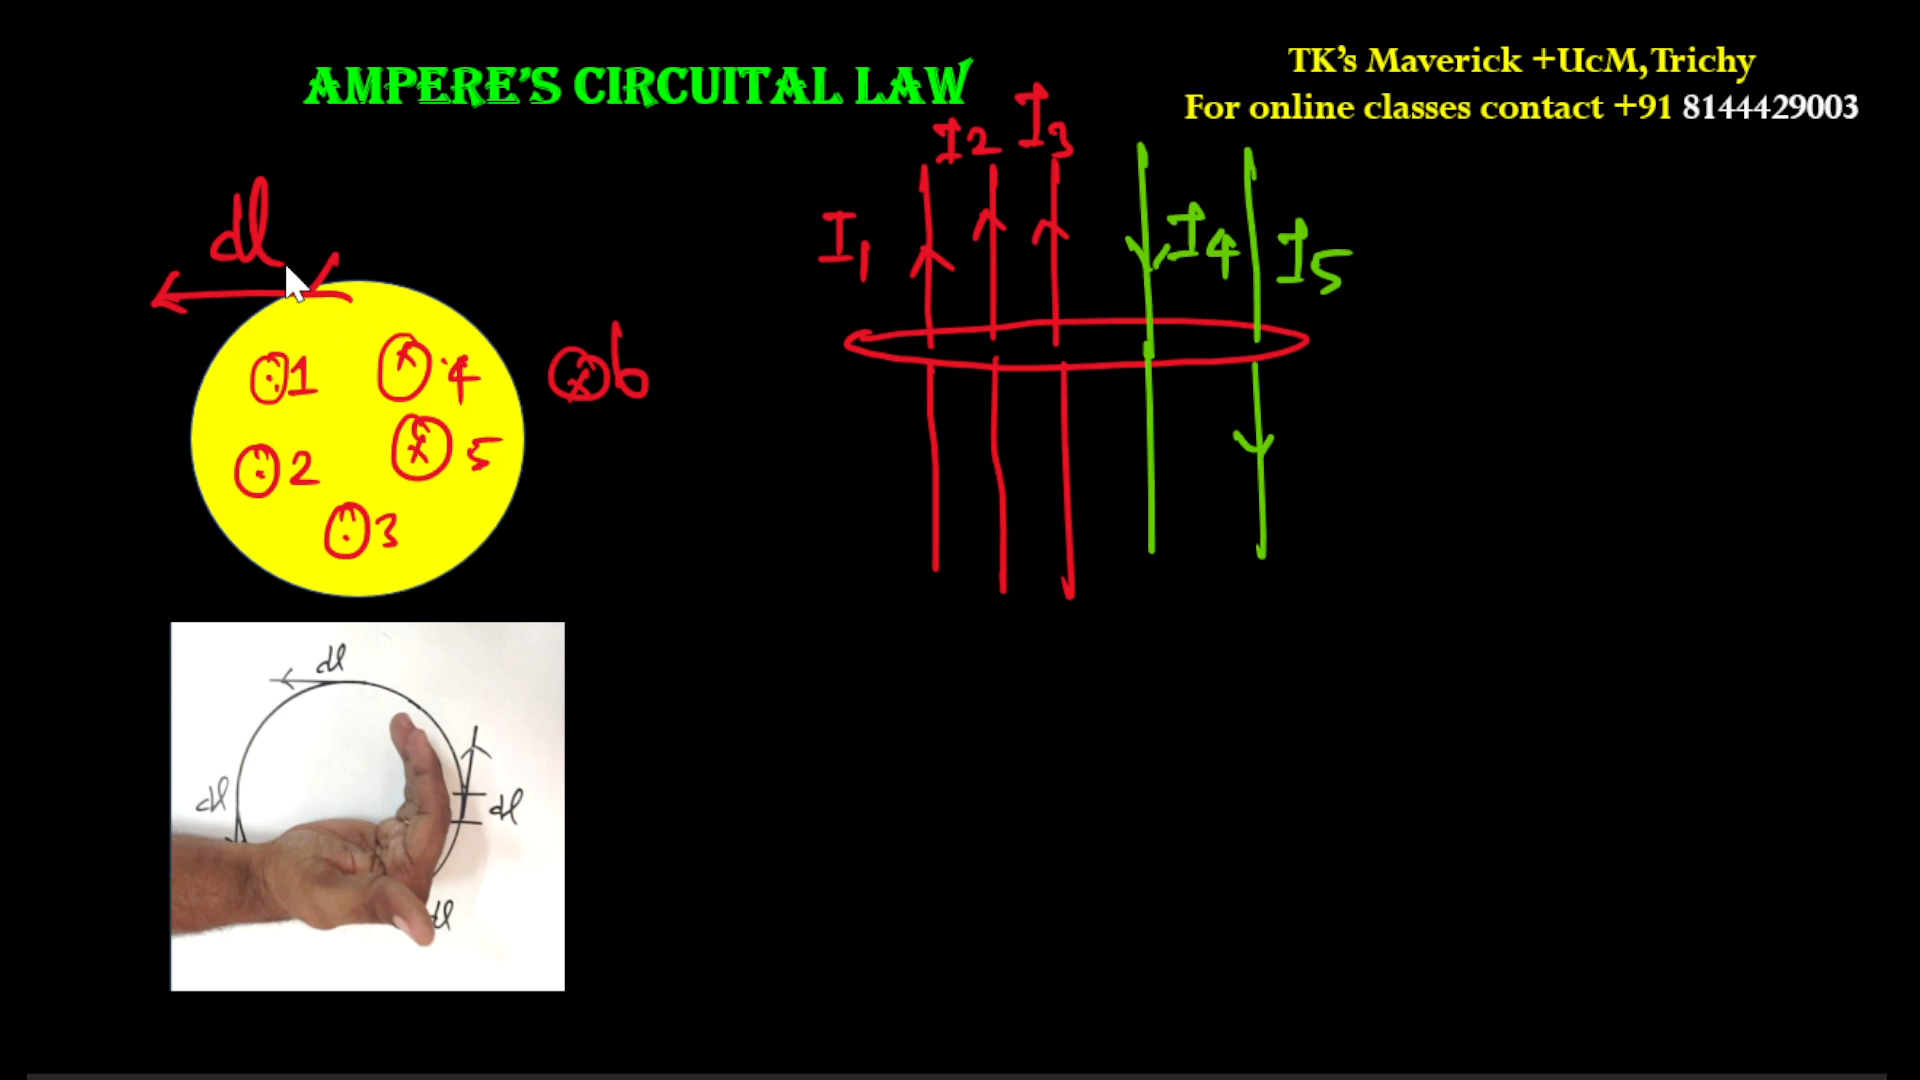 AMPERE'S CIRCUITAL LAW
TK's Maverick +UcM,Trichy
For online classes contact +91 8144429003
I1
I2
I3
I4
I5
dl
1
4
6
2
5
3
dl
dl
dl
dl